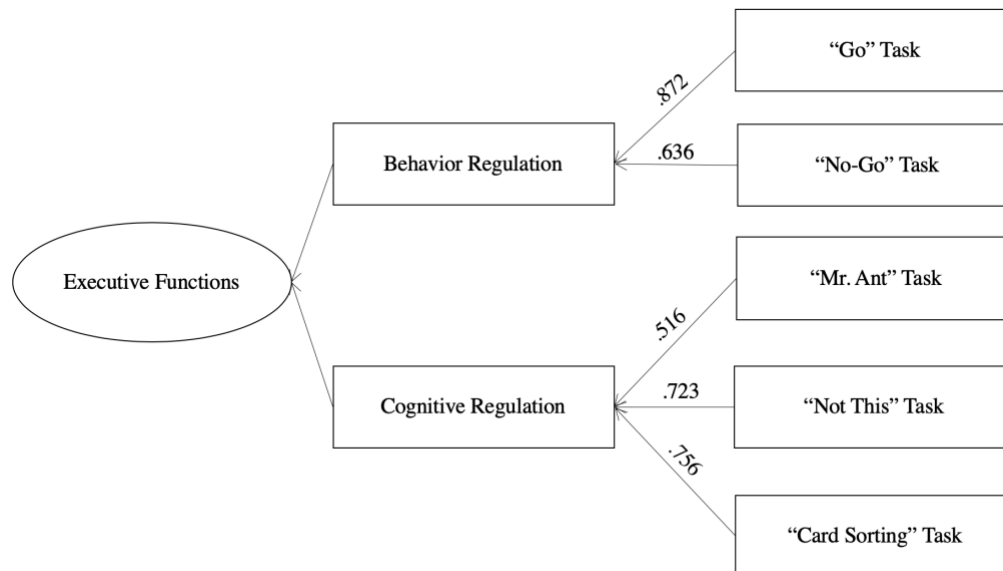 “Go” Task
.872
Behavior Regulation
.636
“No-Go” Task
Executive Functions
“Mr. Ant” Task
.516
Cognitive Regulation
.723
“Not This” Task
.756
“Card Sorting” Task